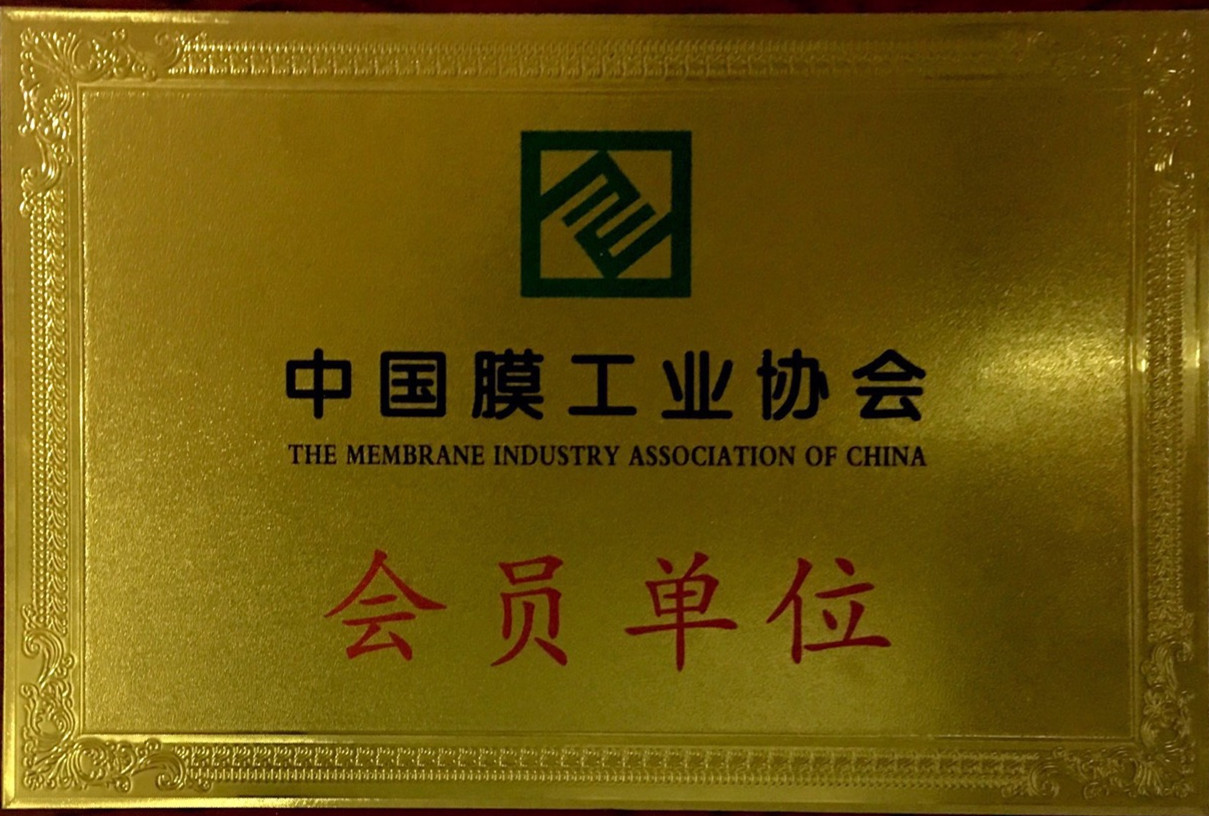 中国膜工业协会
THE MEMBRANE INDUSTRY ASSOCIATION OF CHINA
会员单位